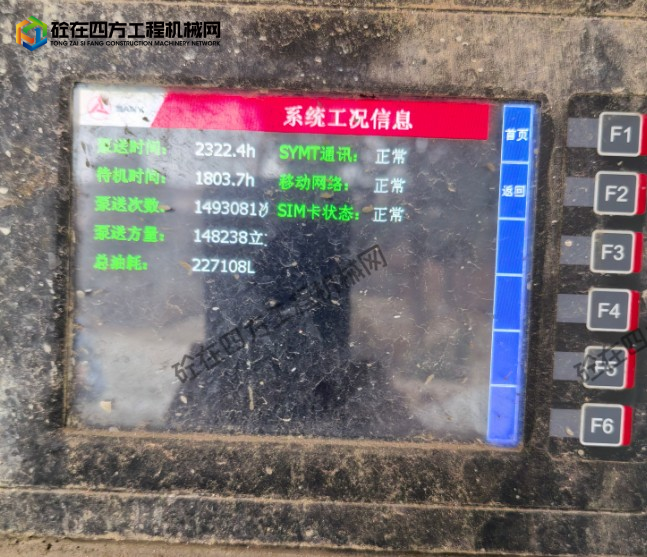 砼在四方工程机械网
TONG ZAI SI FANG CONSTRUCTION MACHINERY NETWORK
系统工况信息
泵送时间： 2322.4h SYMT通讯： 正常
待机时间： 1803.7h 移动网络： 正常
泵送次数： 1493081 SIM卡状态： 正常
泵送方量： 148238立
总油耗： 227108L
首页
返回
F1
F2
F3
F4
F5
F6
砼在四方工程机械网
砼在四方